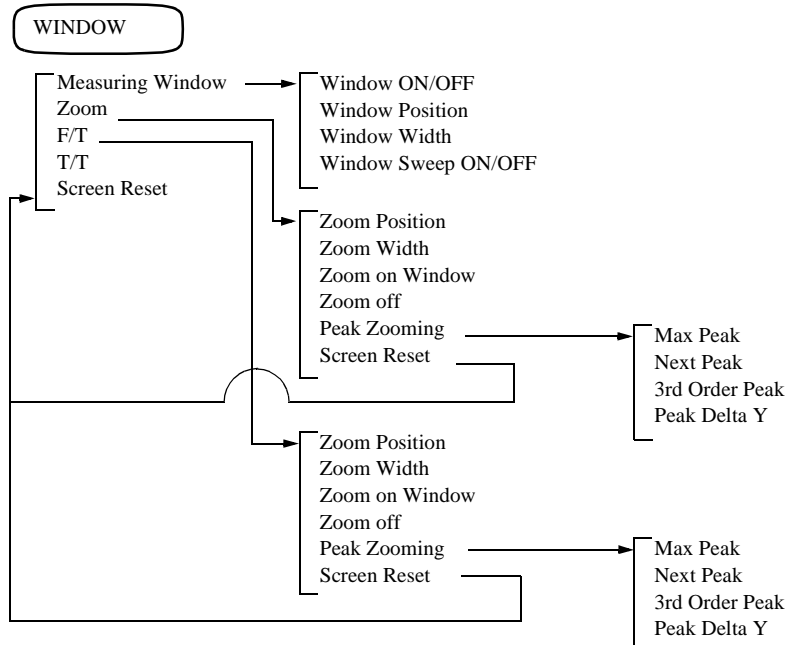 WINDOW
Measuring Window
Zoom
F/T
T/T
Screen Reset
Window ON/OFF
Window Position
Window Width
Window Sweep ON/OFF
Zoom Position
Zoom Width
Zoom on Window
Zoom off
Peak Zooming
Screen Reset
Max Peak
Next Peak
3rd Order Peak
Peak Delta Y
Zoom Position
Zoom Width
Zoom on Window
Zoom off
Peak Zooming
Screen Reset
Max Peak
Next Peak
3rd Order Peak
Peak Delta Y